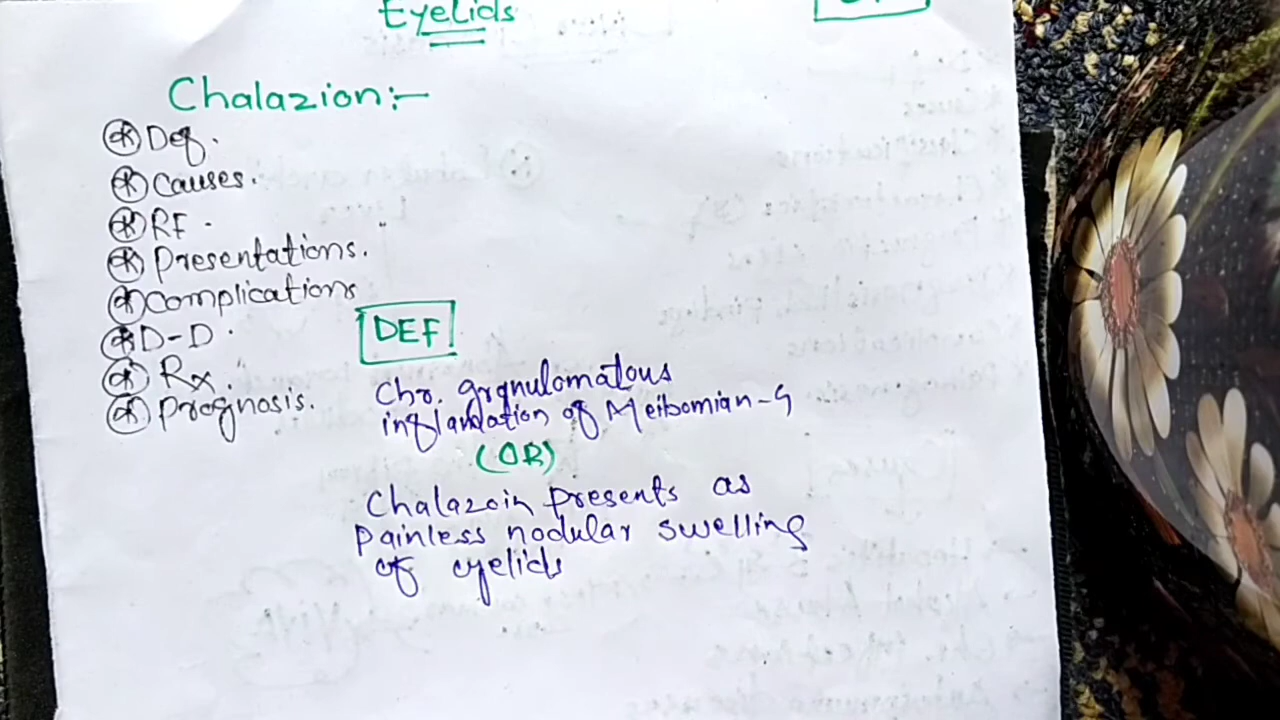 Eyelids
Chalazion:-
Def.
Causes.
RF.
Presentations.
Complications
D-D.
Rx.
Prognosis.
DEF
Chr. granulomatous
inflamation of Meibomian-G
(OR)
Chalazoin presents as
Painless nodular swelling
of eyelids